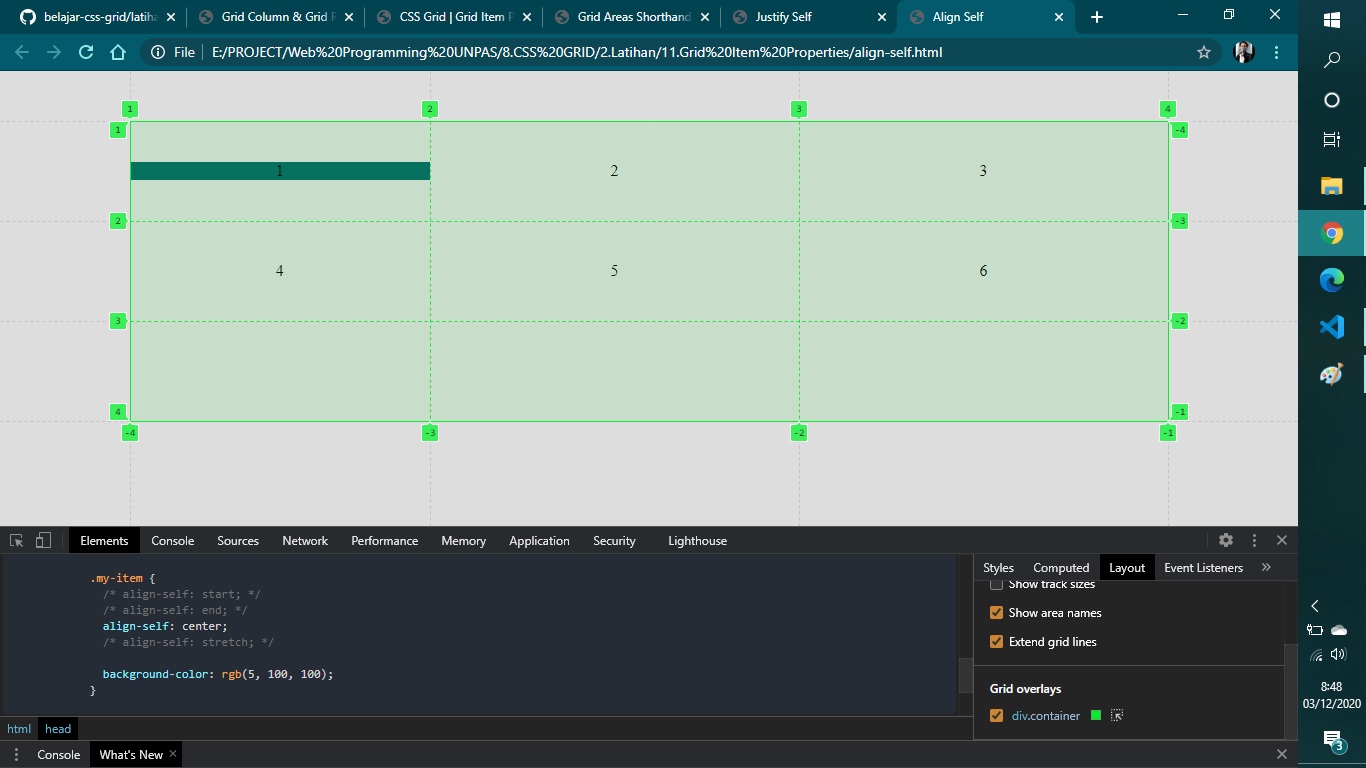 belajar-css-grid/latiha
Grid Column & Grid R
CSS Grid | Grid Item P
Grid Areas Shorthand
Justify Self
Align Self
File | E:/PROJECT/Web%20Programming%20UNPAS/8.CSS%20GRID/2.Latihan/11.Grid%20Item%20Properties/align-self.html
1 2 3 4
1 -4
1 2 3
2 -3
4 5 6
3 -2
4 -1
-4 -3 -2 -1
Elements Console Sources Network Performance Memory Application Security Lighthouse
.my-item {
/* align-self: start; */
/* align-self: end; */
align-self: center;
/* align-self: stretch; */
background-color: rgb(5, 100, 100);
}
html head
Styles Computed Layout Event Listeners »
Show track sizes
Show area names
Extend grid lines
Grid overlays
div.container
Console What's New
8:48
03/12/2020
3